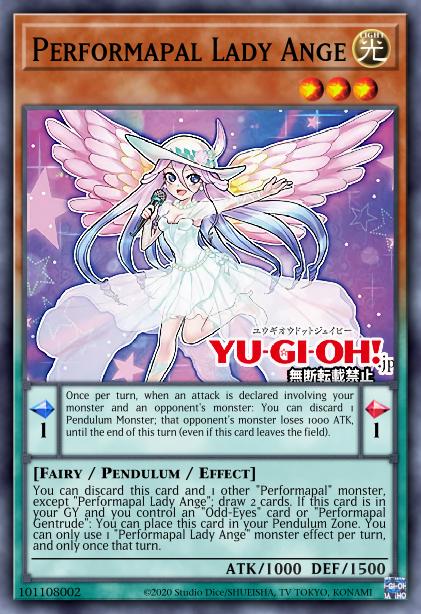 PERFORMAPAL LADY ANGE
LIGHT
光
ユウギオウドットジェイピー
YU-GI-OH!
JP
無断転載禁止
Once per turn, when an attack is declared involving your
monster and an opponent's monster: You can discard 1
Pendulum Monster; that opponent's monster loses 1000 ATK,
until the end of this turn (even if this card leaves the field).
1
1
[FAIRY / PENDULUM / EFFECT]
You can discard this card and 1 other "Performapal" monster,
except "Performapal Lady Ange"; draw 2 cards. If this card is in
your GY and you control an "Odd-Eyes" card or "Performapal
Gentrude": You can place this card in your Pendulum Zone. You
can only use 1 "Performapal Lady Ange" monster effect per turn,
and only once that turn.
ATK/1000 DEF/1500
101108002
©2020 Studio Dice/SHUEISHA, TV TOKYO, KONAMI